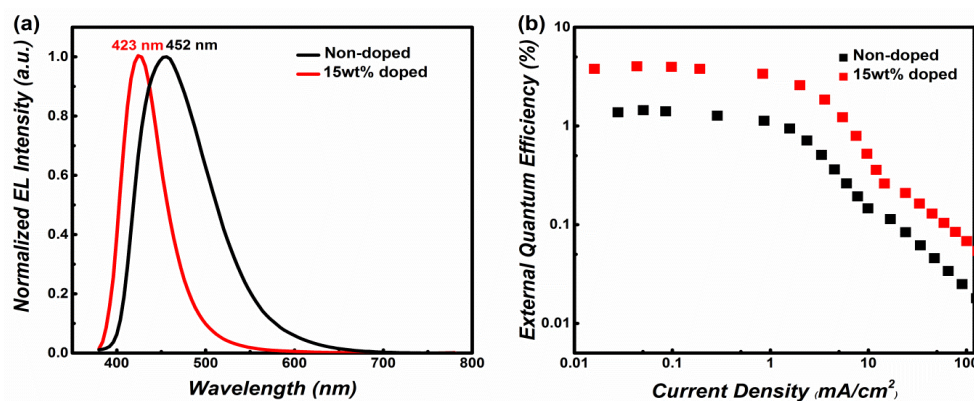 (a)
423 nm 452 nm
Non-doped
15wt% doped
Normalized EL Intensity (a.u.)
1.0
0.8
0.6
0.4
0.2
0.0
400 500 600 700 800
Wavelength (nm)
(b)
Non-doped
15wt% doped
External Quantum Efficiency (%)
10
1
0.1
0.01
0.01 0.1 1 10 100
Current Density (mA/cm²)